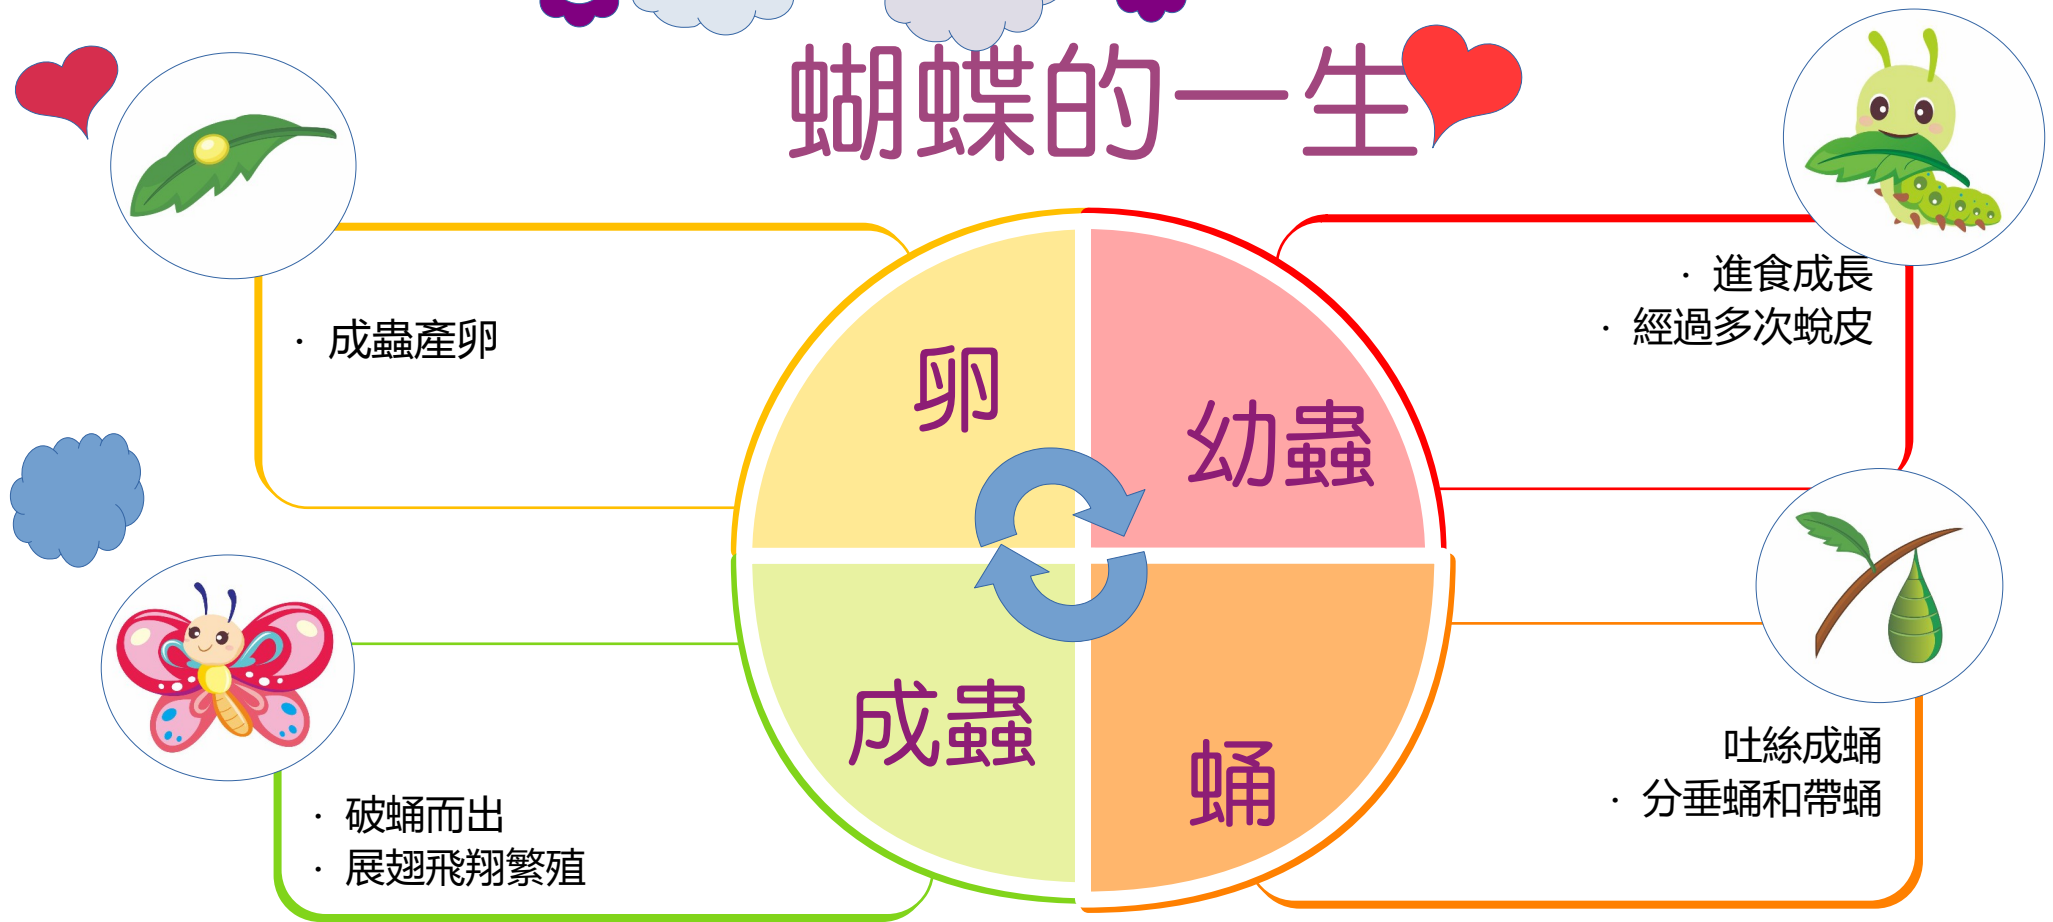 蝴蝶的一生
卵
· 成蟲產卵
幼蟲
· 進食成長
· 經過多次蛻皮
蛹
吐絲成蛹
· 分垂蛹和帶蛹
成蟲
· 破蛹而出
· 展翅飛翔繁殖